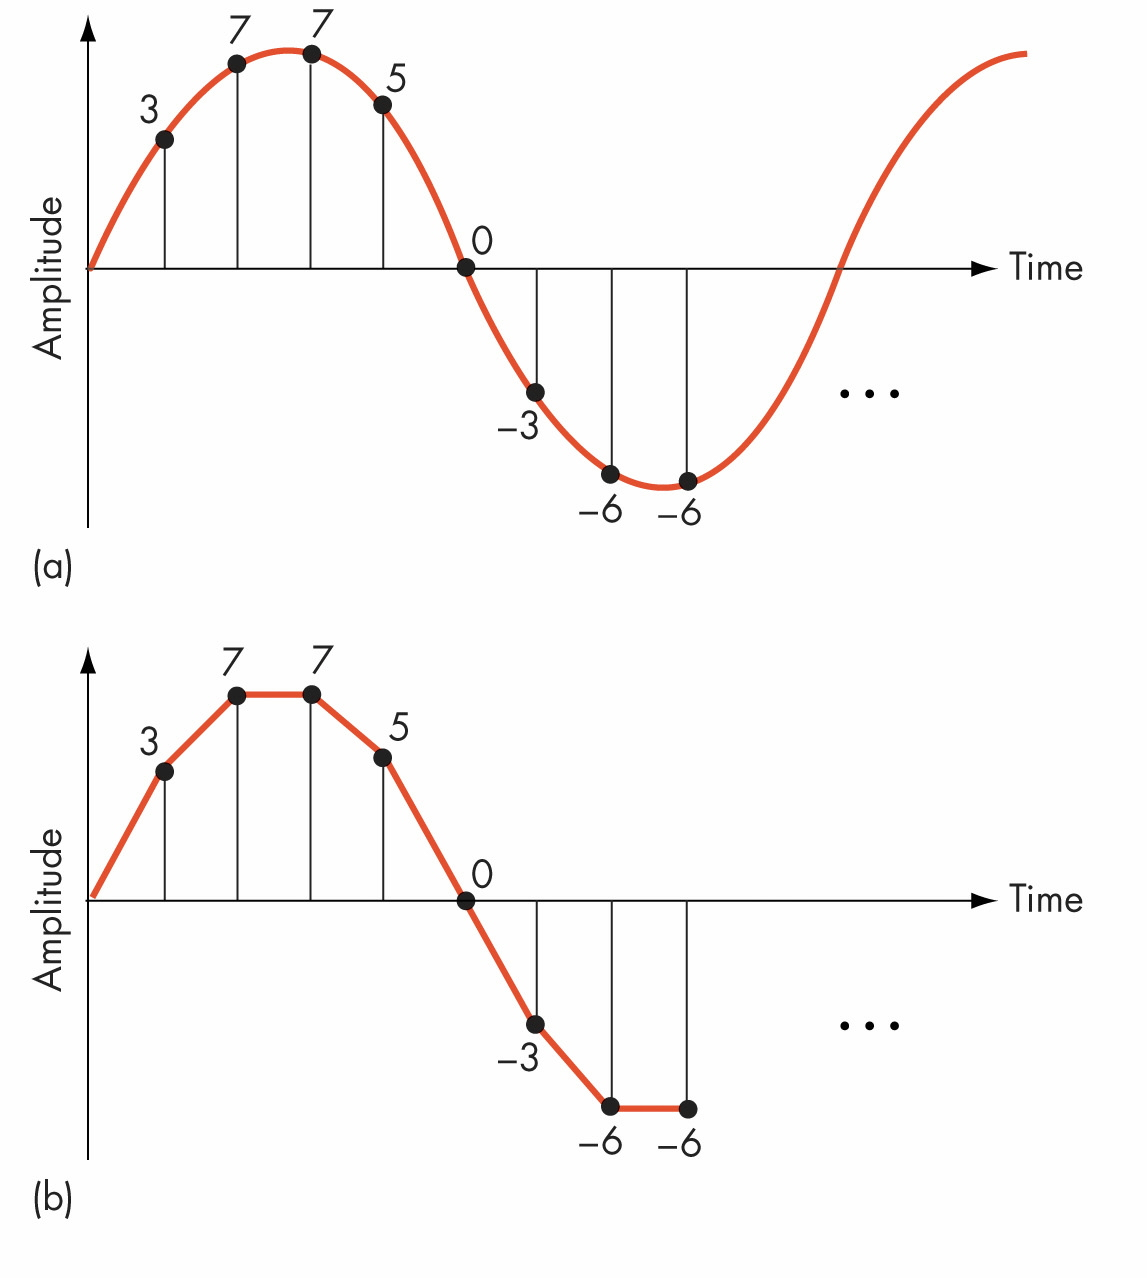 7
7
5
3
0
Time
Amplitude
–3
• • •
–6
–6
(a)
7
7
5
3
0
Time
Amplitude
–3
• • •
–6
–6
(b)